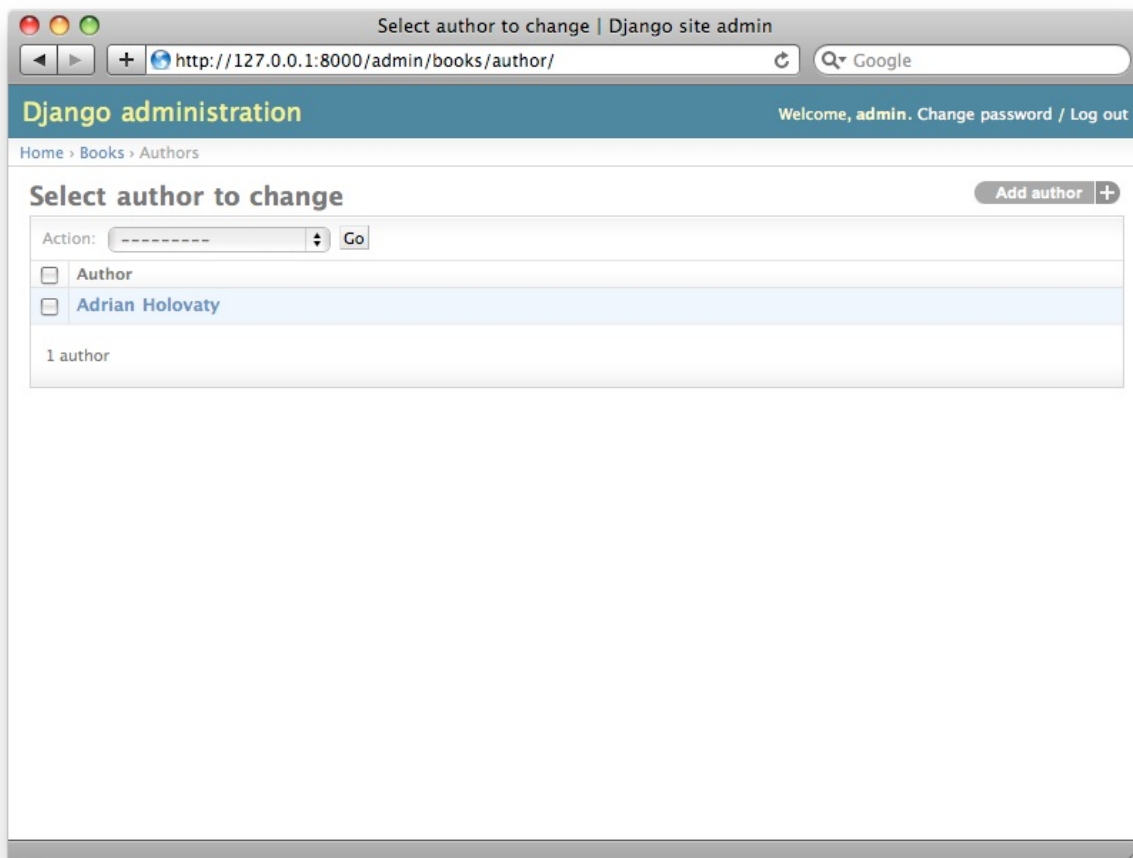 Select author to change | Django site admin
http://127.0.0.1:8000/admin/books/author/
Google
Django administration
Welcome, admin. Change password / Log out
Home › Books › Authors
Select author to change
Add author +
Action: --------- Go
Author
Adrian Holovaty
1 author